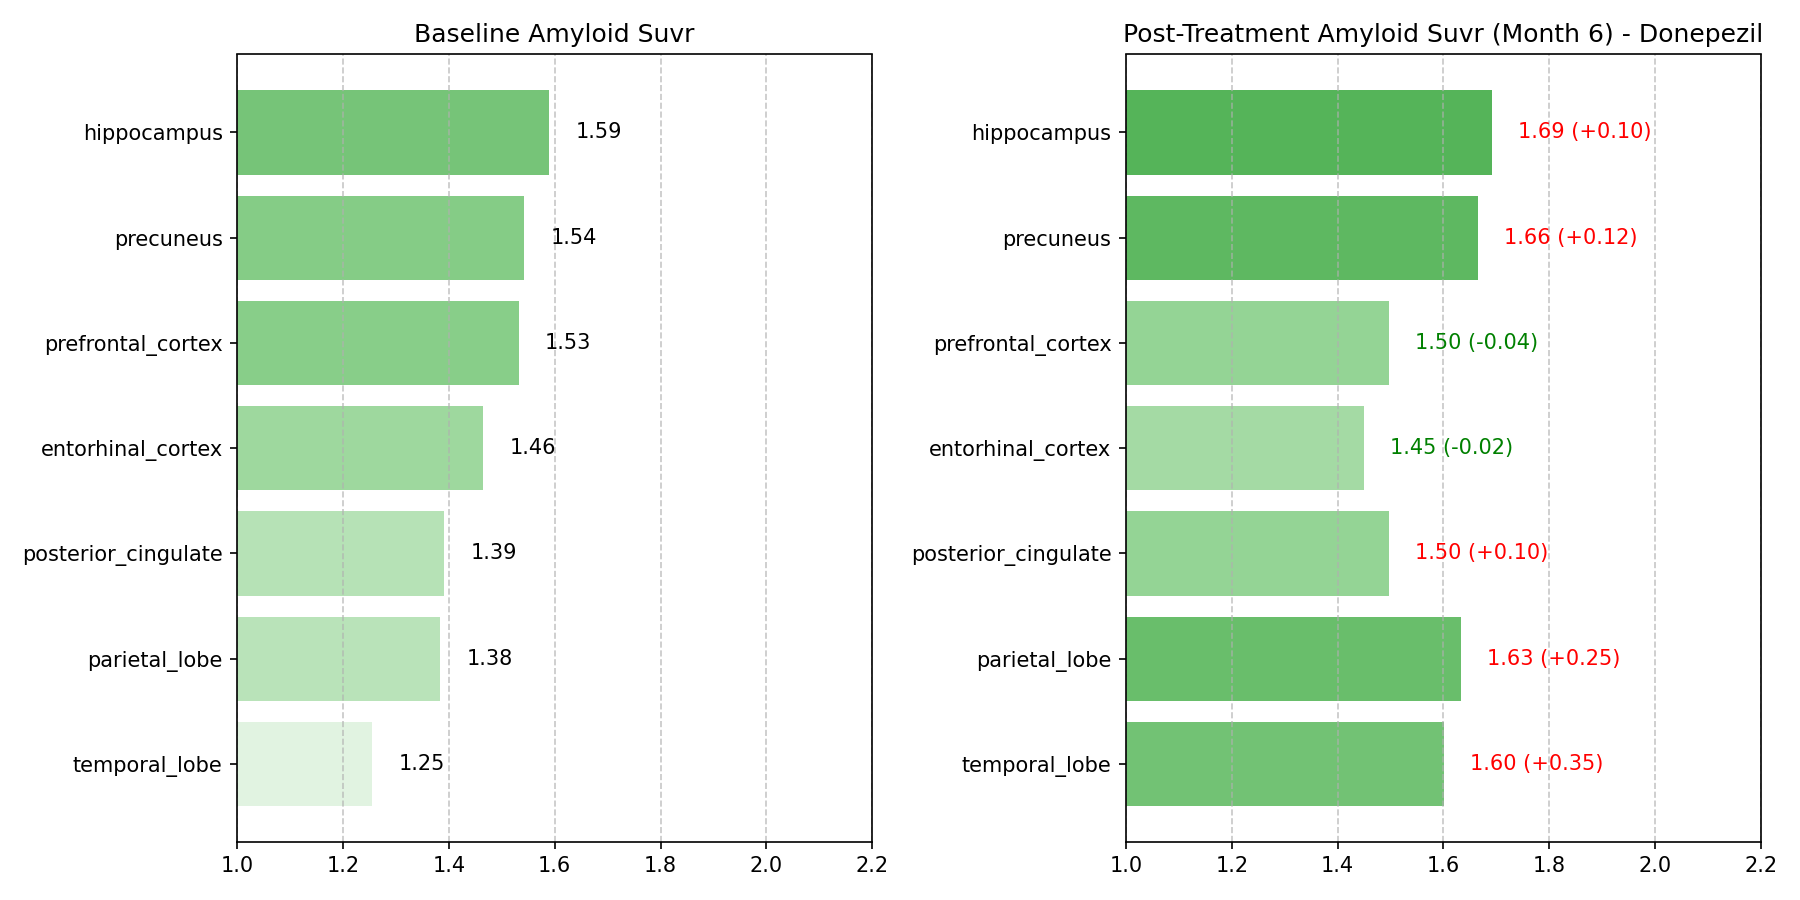 Baseline Amyloid Suvr
hippocampus 1.59
precuneus 1.54
prefrontal_cortex 1.53
entorhinal_cortex 1.46
posterior_cingulate 1.39
parietal_lobe 1.38
temporal_lobe 1.25
1.0 1.2 1.4 1.6 1.8 2.0 2.2
Post-Treatment Amyloid Suvr (Month 6) - Donepezil
hippocampus 1.69 (+0.10)
precuneus 1.66 (+0.12)
prefrontal_cortex 1.50 (-0.04)
entorhinal_cortex 1.45 (-0.02)
posterior_cingulate 1.50 (+0.10)
parietal_lobe 1.63 (+0.25)
temporal_lobe 1.60 (+0.35)
1.0 1.2 1.4 1.6 1.8 2.0 2.2